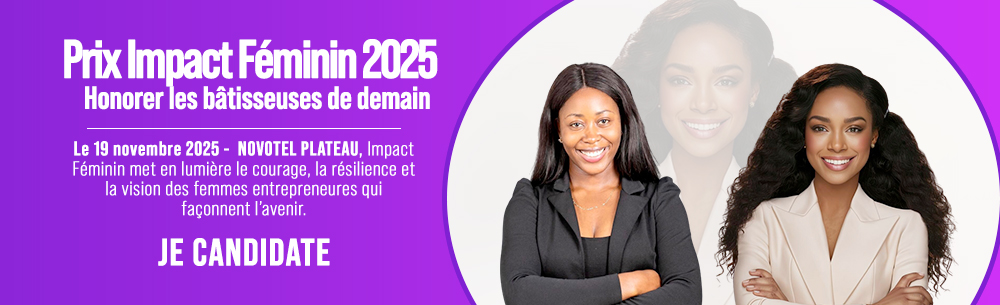 Prix Impact Féminin 2025
Honorer les bâtisseuses de demain
Le 19 novembre 2025 - NOVOTEL PLATEAU, Impact
Féminin met en lumière le courage, la résilience et
la vision des femmes entrepreneures qui
façonnent l'avenir.
JE CANDIDATE